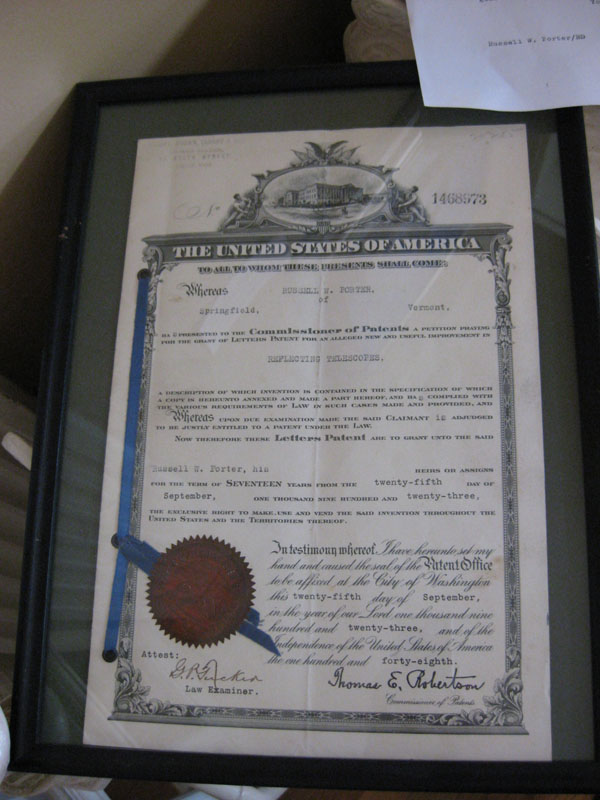 Russell W. Porter/HD
1468973
THE UNITED STATES OF AMERICA
TO ALL TO WHOM THESE PRESENTS SHALL COME:
Whereas RUSSELL W. PORTER,
of
Springfield, Vermont,
HAS PRESENTED TO THE Commissioner of Patents A PETITION PRAYING
FOR THE GRANT OF LETTERS PATENT FOR AN ALLEGED NEW AND USEFUL IMPROVEMENT IN
REFLECTING TELESCOPES,
A DESCRIPTION OF WHICH INVENTION IS CONTAINED IN THE SPECIFICATION OF WHICH
A COPY IS HEREUNTO ANNEXED AND MADE A PART HEREOF, AND HAS COMPLIED WITH
THE VARIOUS REQUIREMENTS OF LAW IN SUCH CASES MADE AND PROVIDED, AND
Whereas UPON DUE EXAMINATION MADE THE SAID CLAIMANT is ADJUDGED
TO BE JUSTLY ENTITLED TO A PATENT UNDER THE LAW.
NOW THEREFORE THESE Letters Patent ARE TO GRANT UNTO THE SAID
Russell W. Porter, his HEIRS OR ASSIGNS
FOR THE TERM OF SEVENTEEN YEARS FROM THE twenty-fifth DAY OF
September, ONE THOUSAND NINE HUNDRED AND twenty-three,
THE EXCLUSIVE RIGHT TO MAKE, USE AND VEND THE SAID INVENTION THROUGHOUT THE
UNITED STATES AND THE TERRITORIES THEREOF.
In testimony whereof, I have hereunto set my
hand and caused the seal of the Patent Office
to be affixed at the City of Washington
this twenty-fifth day of September,
in the year of our Lord one thousand nine
hundred and twenty-three, and of the
Independence of the United States of America
the one hundred and forty-eighth.
Attest:
Law Examiner.
Thomas E. Robertson
Commissioner of Patents